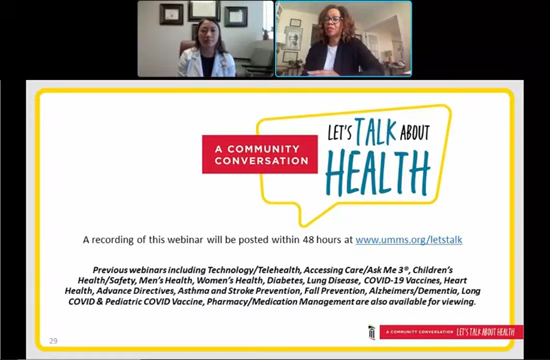 A COMMUNITY
CONVERSATION
LET'S TALK ABOUT
HEALTH
A recording of this webinar will be posted within 48 hours at www.umms.org/letstalk
Previous webinars including Technology/Telehealth, Accessing Care/Ask Me 3®, Children's
Health/Safety, Men's Health, Women's Health, Diabetes, Lung Disease, COVID-19 Vaccines, Heart
Health, Advance Directives, Asthma and Stroke Prevention, Fall Prevention, Alzheimers/Dementia, Long
COVID & Pediatric COVID Vaccine, Pharmacy/Medication Management are also available for viewing.
29
A COMMUNITY CONVERSATION LET'S TALK ABOUT HEALTH